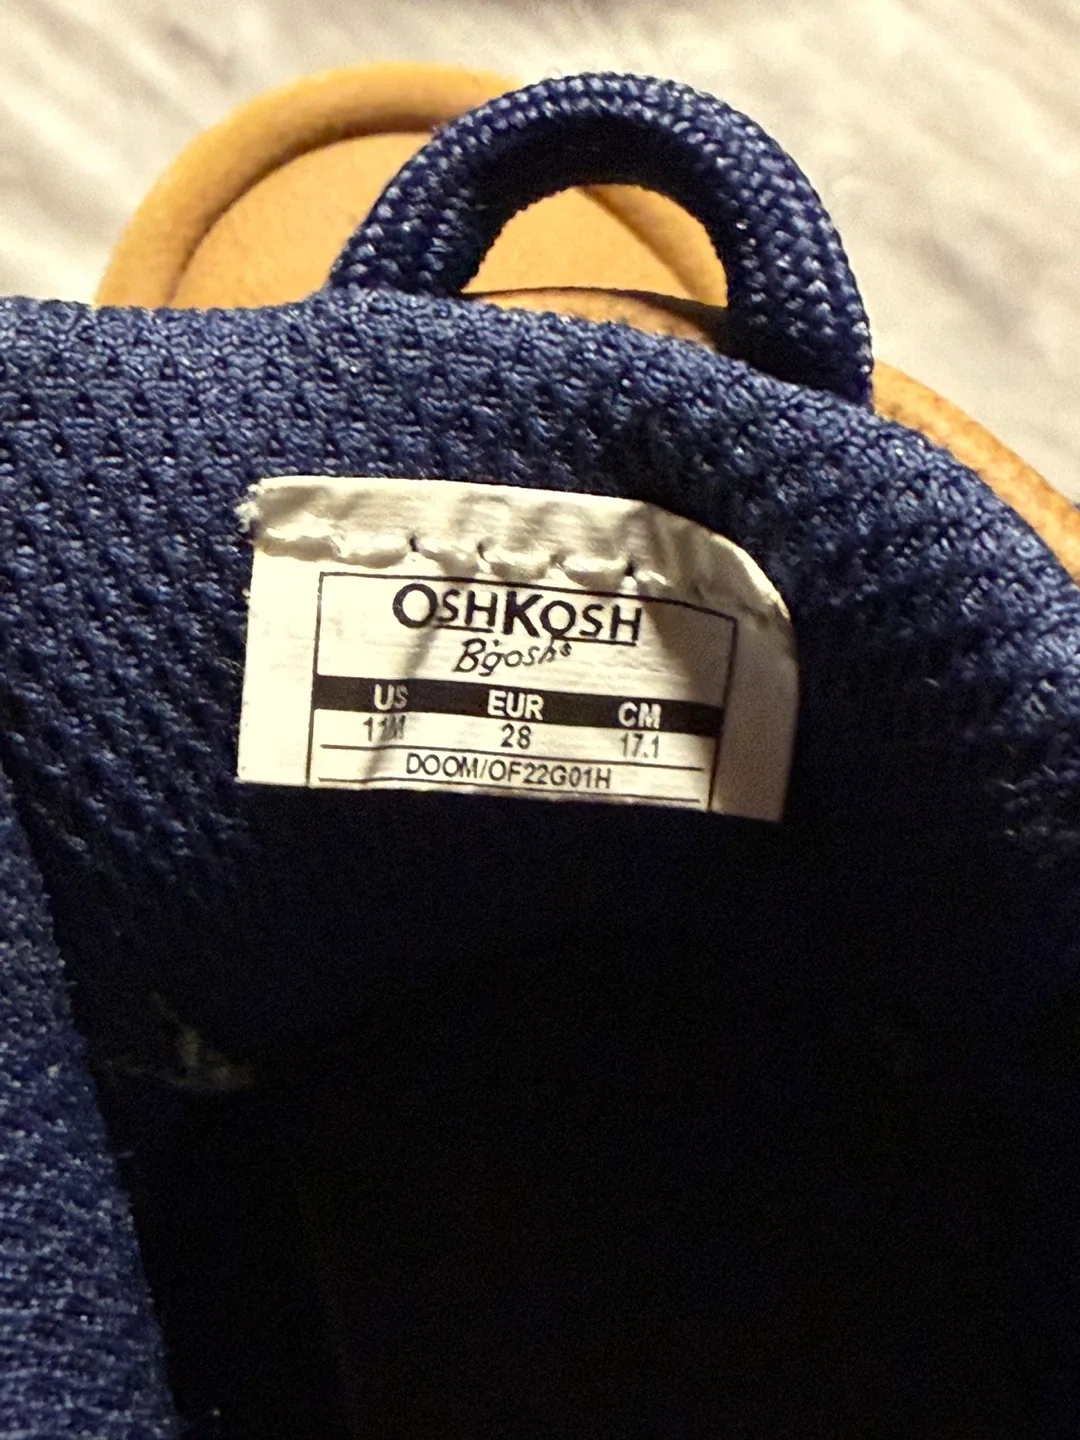 OSHKOSH
B'gosh®
US EUR CM
11M 28 17.1
DOOM/OF22G01H